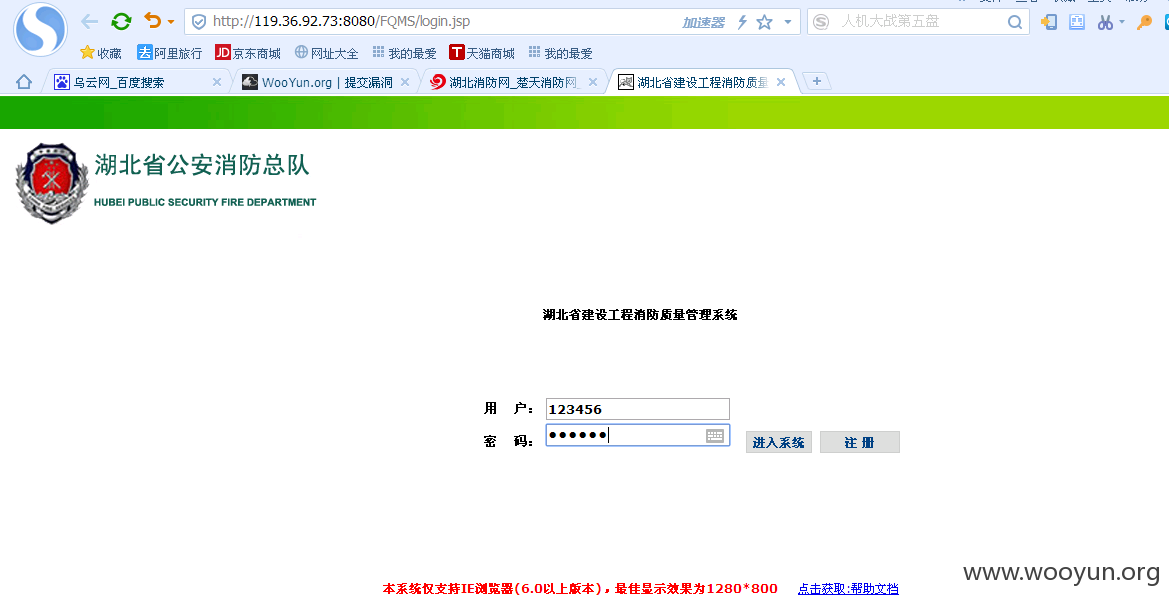 http://119.36.92.73:8080/FQMS/login.jsp 加速器 人机大战第五盘
收藏 去 阿里旅行 JD 京东商城 网址大全 我的最爱 T 天猫商城 我的最爱
乌云网_百度搜索 WooYun.org | 提交漏洞 湖北消防网_楚天消防网_ 湖北省建设工程消防质量
湖北省公安消防总队
HUBEI PUBLIC SECURITY FIRE DEPARTMENT
湖北省建设工程消防质量管理系统
用 户: 123456
密 码: ●●●●●●
进入系统 注 册
本系统仅支持IE浏览器(6.0以上版本),最佳显示效果为1280*800 点击获取:帮助文档
www.wooyun.org